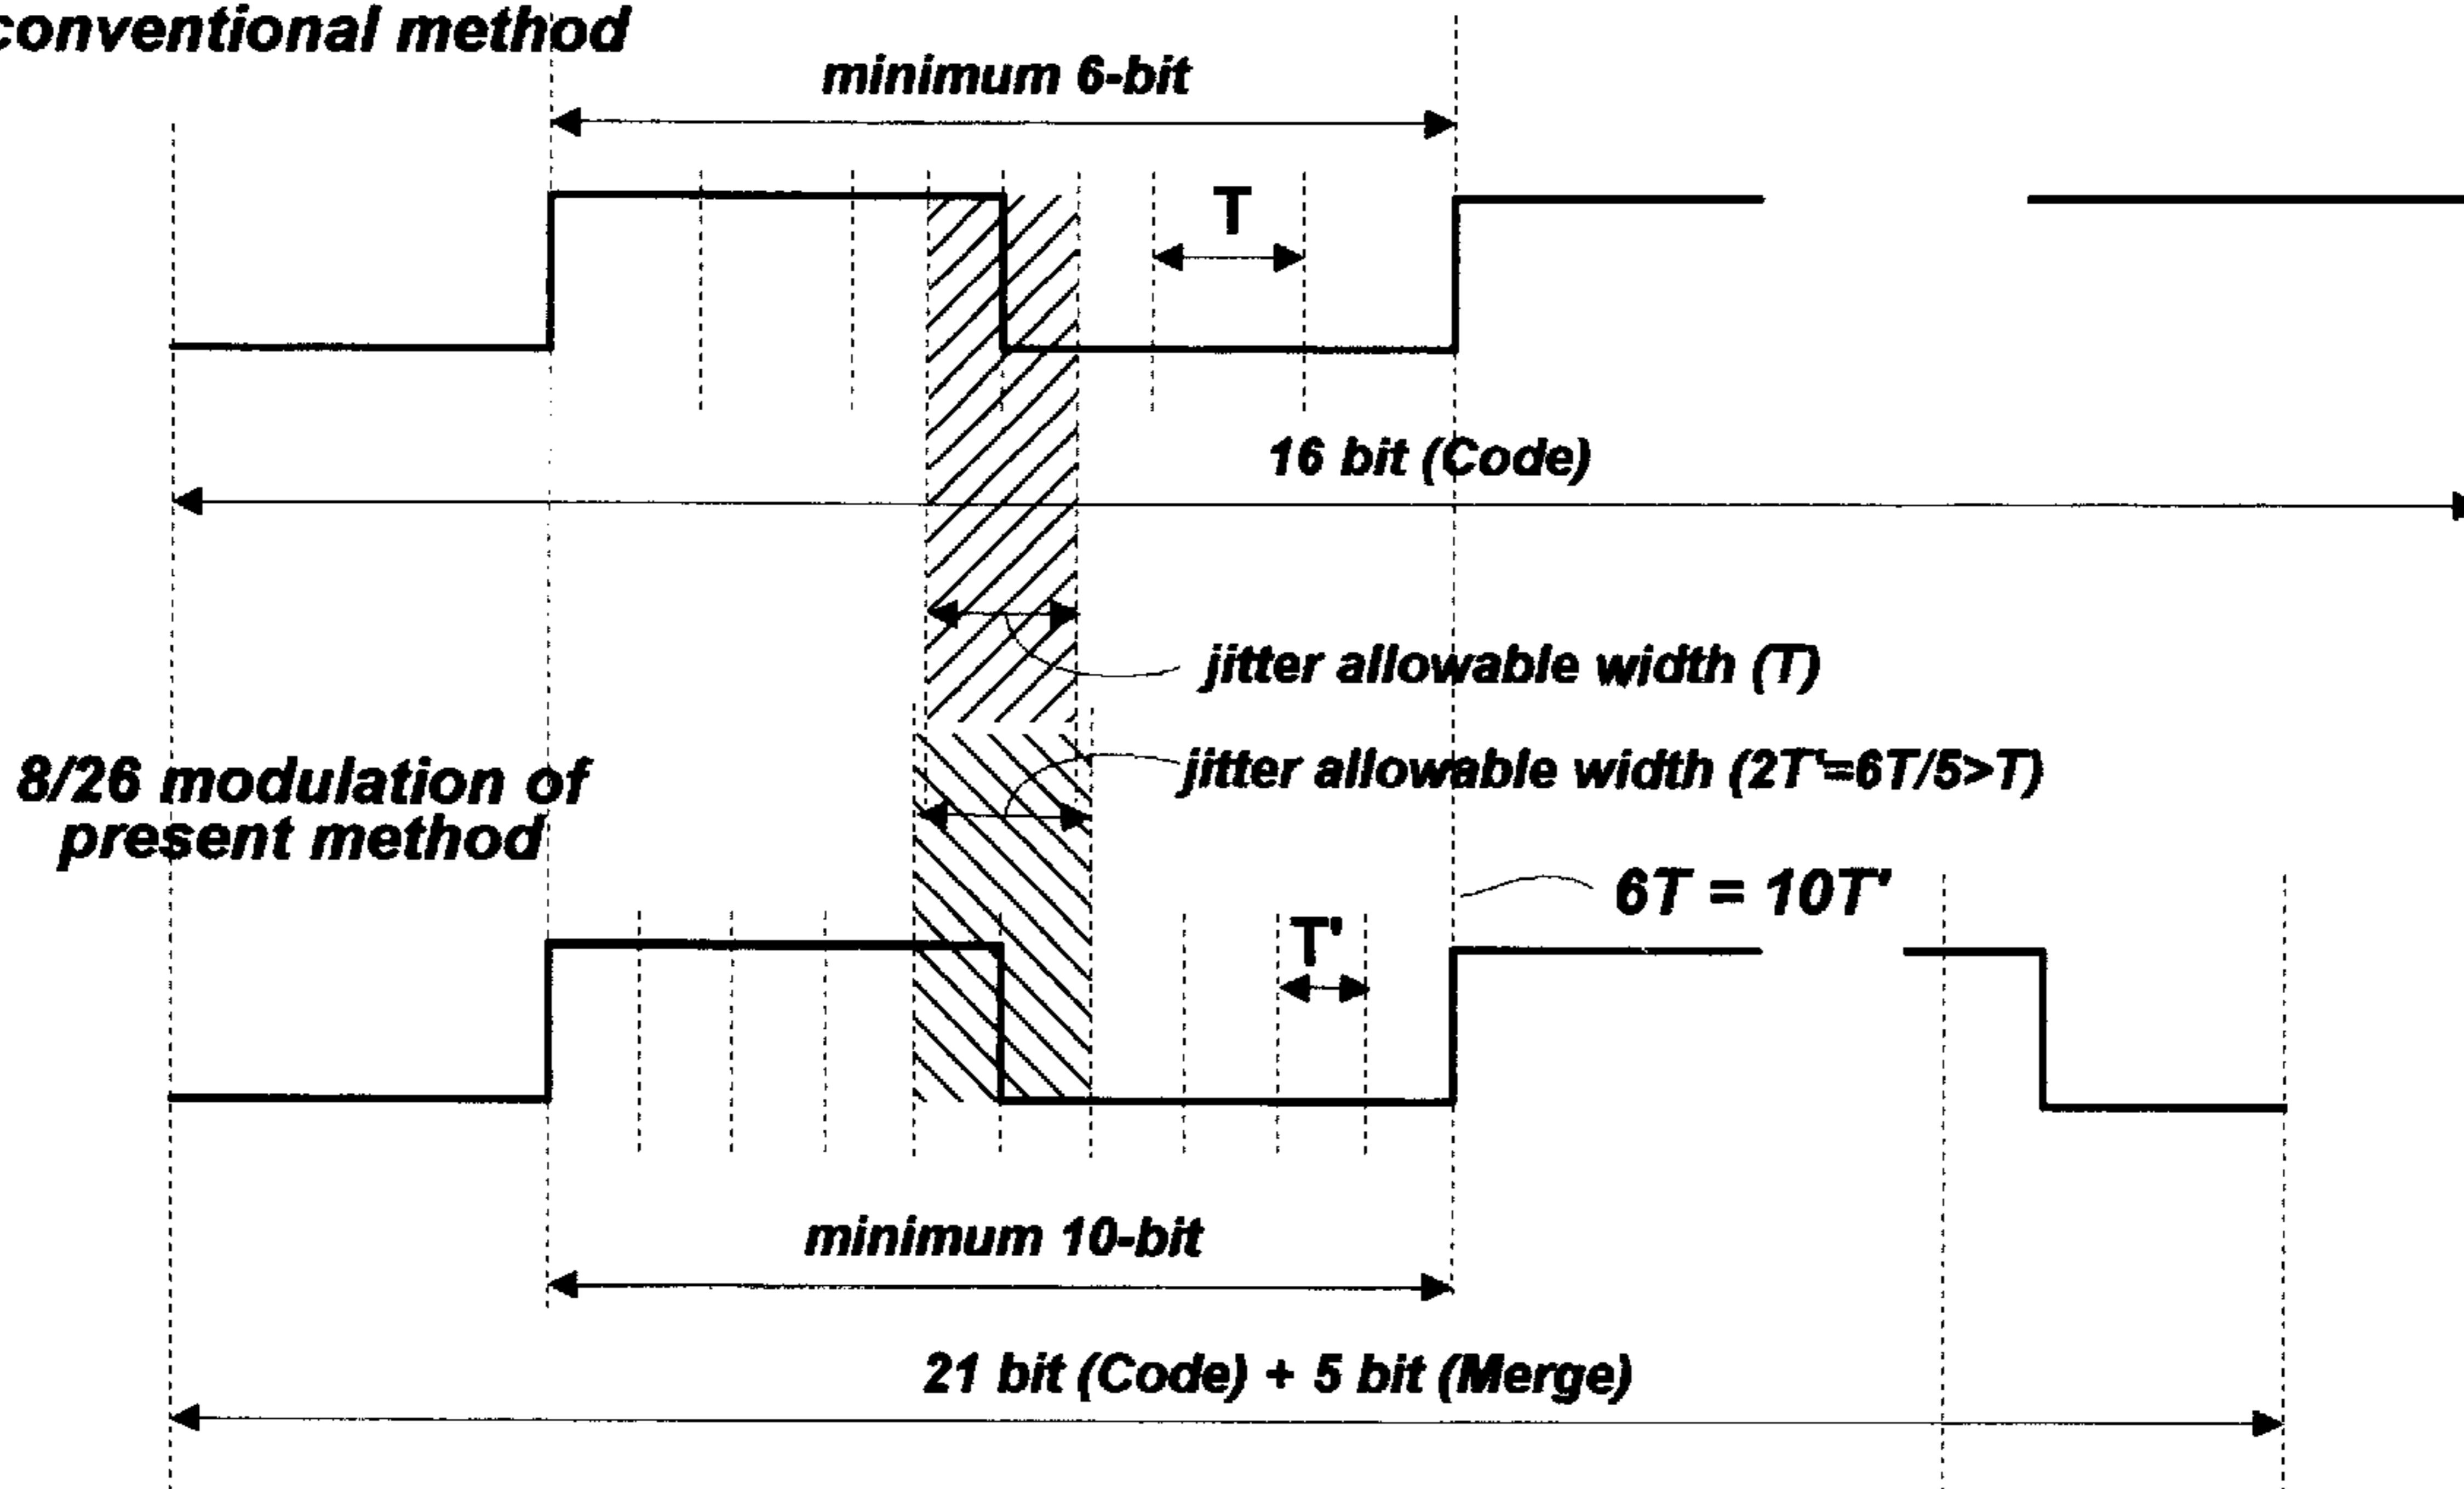 conventional method
minimum 6-bit
T
16 bit (Code)
jitter allowable width (T)
jitter allowable width (2T'=6T/5>T)
8/26 modulation of
present method
6T = 10T'
T'
minimum 10-bit
21 bit (Code) + 5 bit (Merge)